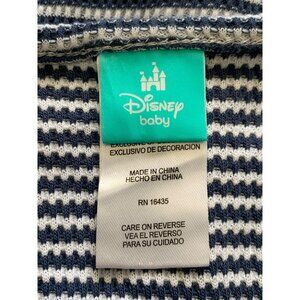 Disney
baby
EXCLUSIVO DE DECORACION
MADE IN CHINA
HECHO EN CHINA
RN 16435
CARE ON REVERSE
VEA EL REVERSO
PARA SU CUIDADO